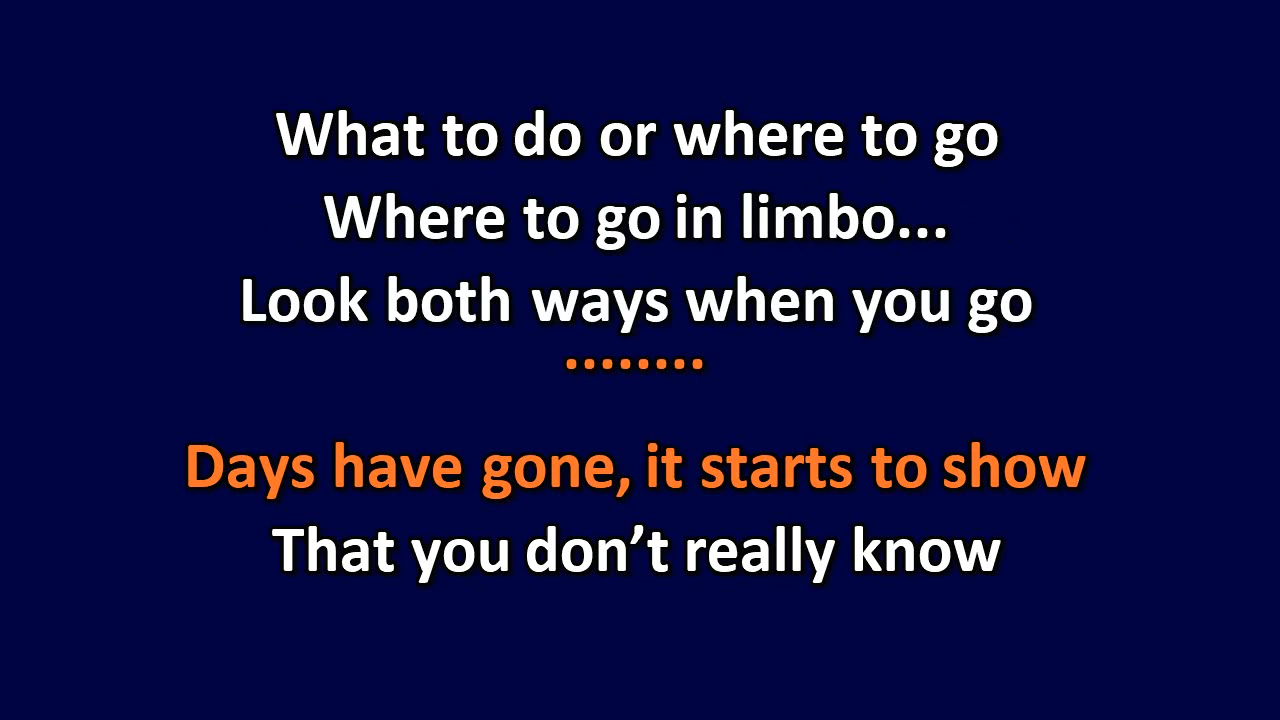 What to do or where to go
Where to go in limbo...
Look both ways when you go
........
Days have gone, it starts to show
That you don’t really know